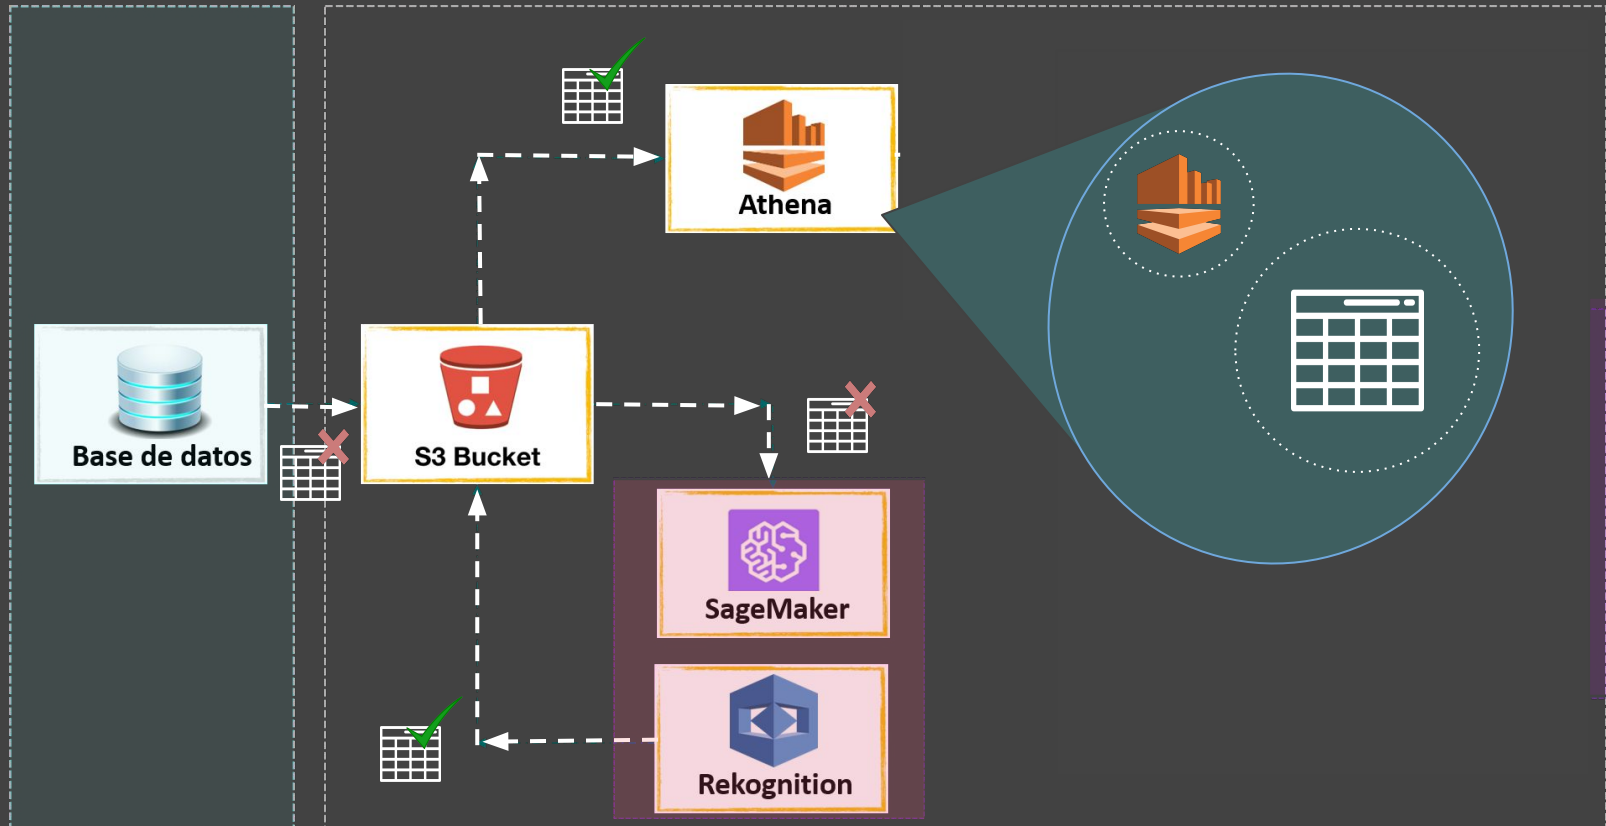 Athena
Base de datos
S3 Bucket
SageMaker
Rekognition